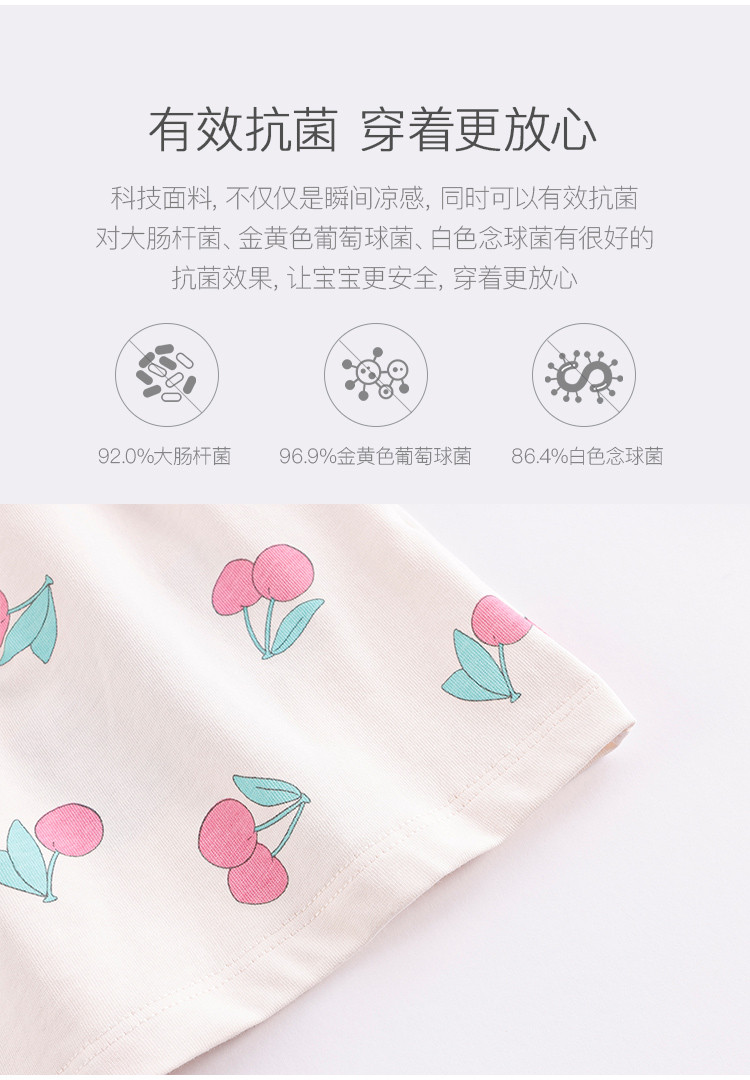 有效抗菌 穿着更放心
科技面料, 不仅仅是瞬间凉感, 同时可以有效抗菌
对大肠杆菌、金黄色葡萄球菌、白色念球菌有很好的
抗菌效果, 让宝宝更安全, 穿着更放心
92.0%大肠杆菌 96.9%金黄色葡萄球菌 86.4%白色念球菌